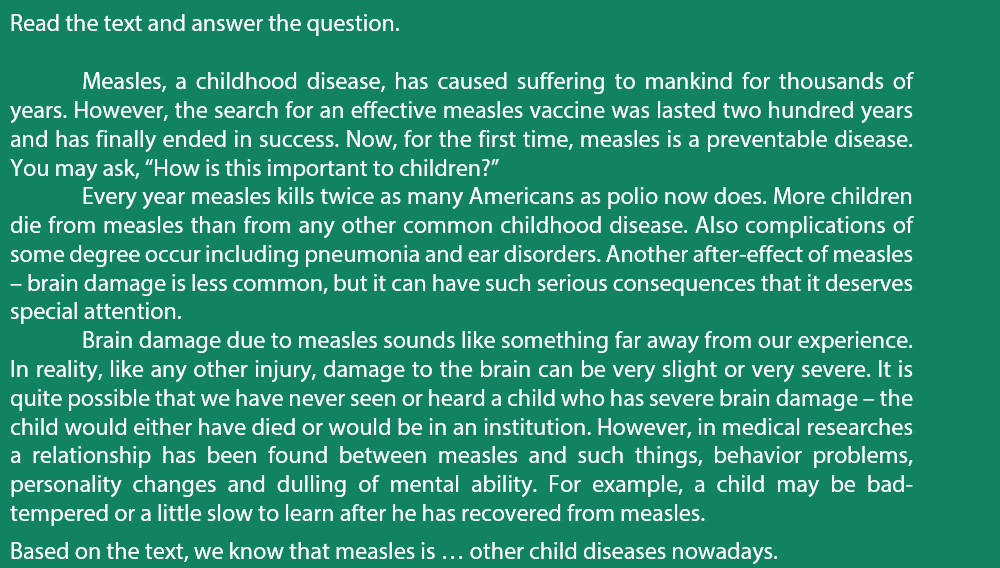 Read the text and answer the question.
Measles, a childhood disease, has caused suffering to mankind for thousands of
years. However, the search for an effective measles vaccine was lasted two hundred years
and has finally ended in success. Now, for the first time, measles is a preventable disease.
You may ask, “How is this important to children?”
Every year measles kills twice as many Americans as polio now does. More children
die from measles than from any other common childhood disease. Also complications of
some degree occur including pneumonia and ear disorders. Another after-effect of measles
– brain damage is less common, but it can have such serious consequences that it deserves
special attention.
Brain damage due to measles sounds like something far away from our experience.
In reality, like any other injury, damage to the brain can be very slight or very severe. It is
quite possible that we have never seen or heard a child who has severe brain damage – the
child would either have died or would be in an institution. However, in medical researches
a relationship has been found between measles and such things, behavior problems,
personality changes and dulling of mental ability. For example, a child may be bad-
tempered or a little slow to learn after he has recovered from measles.
Based on the text, we know that measles is … other child diseases nowadays.